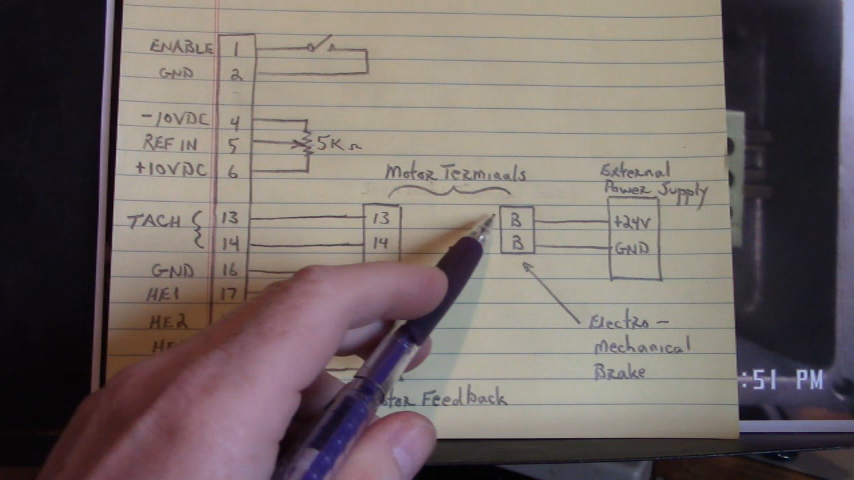 ENABLE 1
GND 2
-10VDC 4
REF IN 5 5KΩ
+10VDC 6
Motor Terminals
External
Power Supply
TACH { 13 13 B +24V
14 14 B GND
GND 16
HE1 17
HE2
Electro-
Mechanical
Brake
Feedback
:51 PM